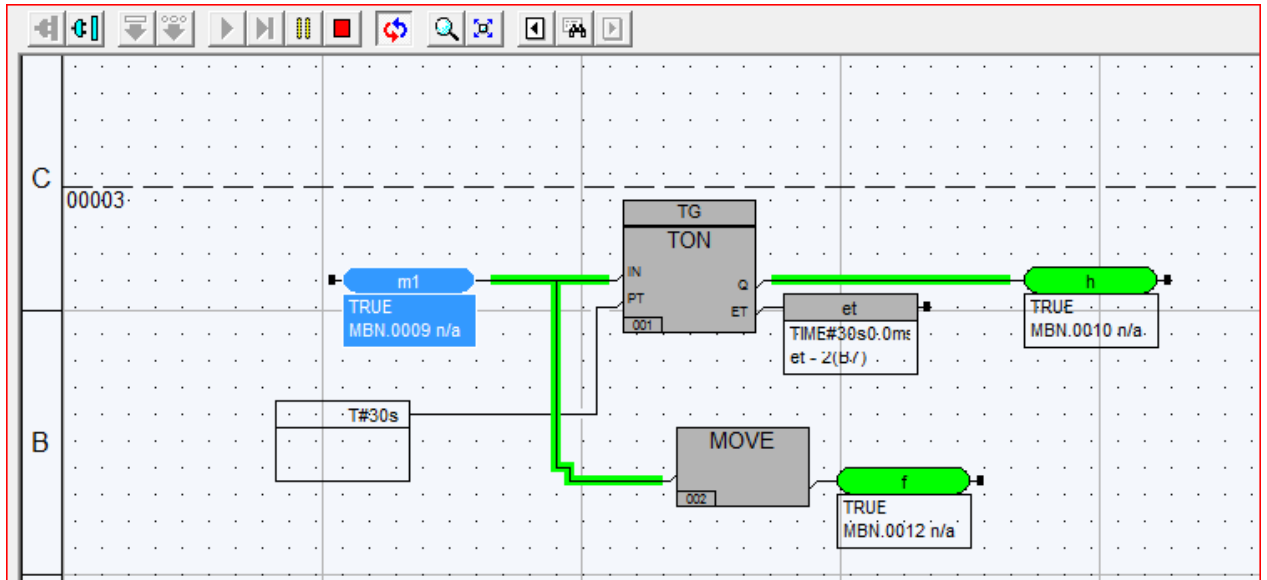 C
00003
TG
TON
IN
Q
PT
ET
001
m1
TRUE
MBN.0009 n/a
h
TRUE
MBN.0010 n/a
et
TIME#30s0.0ms
et - 2(B7)
T#30s
B
MOVE
002
f
TRUE
MBN.0012 n/a